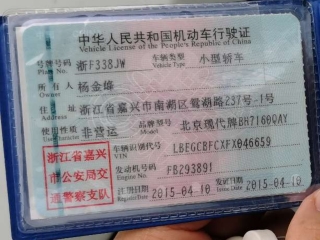 中华人民共和国机动车行驶证
Vehicle License of the People's Republic of China
号牌号码 浙F338JW 车辆类型 小型轿车
Plate No. Vehicle Type
所有人 杨金雄
Owner
住址 浙江省嘉兴市南湖区鸳湖路237号-1号
Address
使用性质 非营运 品牌型号 北京现代牌BH7160QAY
浙江省嘉兴
市公安局交
通警察支队
车辆识别代号 LBEGCBFCXFX046659
VIN
发动机号码 FB293891
注册日期 2015-04-10 发证日期 2015-04-10
Register Date Issue Date